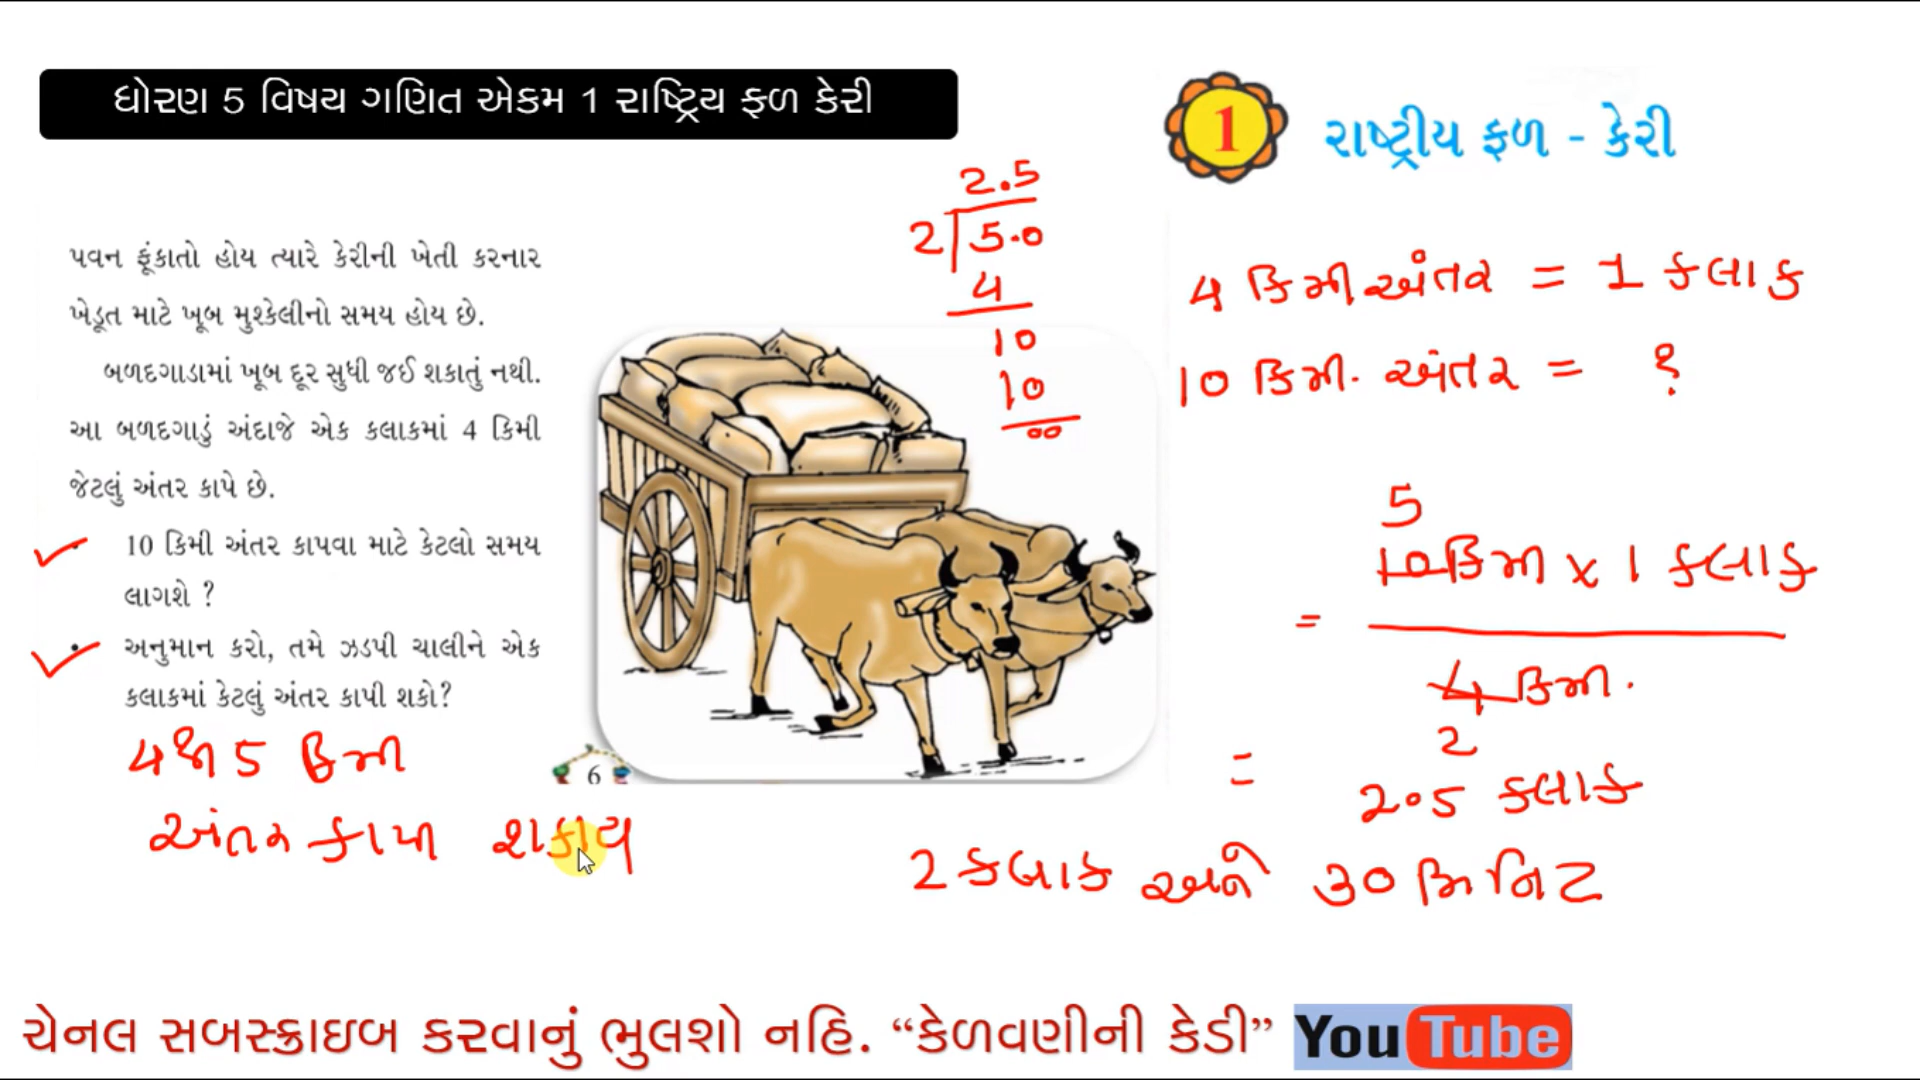 ધોરણ 5 વિષય ગણિત એકમ 1 રાષ્ટ્રિય ફળ કેરી
1 રાષ્ટ્રીય ફળ - કેરી
પવન ફૂંકાતો હોય ત્યારે કેરીની ખેતી કરનાર
ખેડૂત માટે ખૂબ મુશ્કેલીનો સમય હોય છે.
બળદગાડામાં ખૂબ દૂર સુધી જઈ શકાતું નથી.
આ બળદગાડું અંદાજે એક કલાકમાં 4 કિમી
જેટલું અંતર કાપે છે.
• 10 કિમી અંતર કાપવા માટે કેટલો સમય
લાગશે ?
• અનુમાન કરો, તમે ઝડપી ચાલીને એક
કલાકમાં કેટલું અંતર કાપી શકો?
4થી 5 કિમી
અંતર કાપી શકાય
6
2.5
2 5.0
4
10
10
00
4 કિમી અંતર = 1 કલાક
10 કિમી. અંતર = ?
5
10 કિમી x 1 કલાક
=
4 કિમી.
2
= 2.5 કલાક
2 કલાક અને 30 મિનિટ
ચેનલ સબસ્ક્રાઇબ કરવાનું ભુલશો નહિ. “કેળવણીની કેડી” YouTube